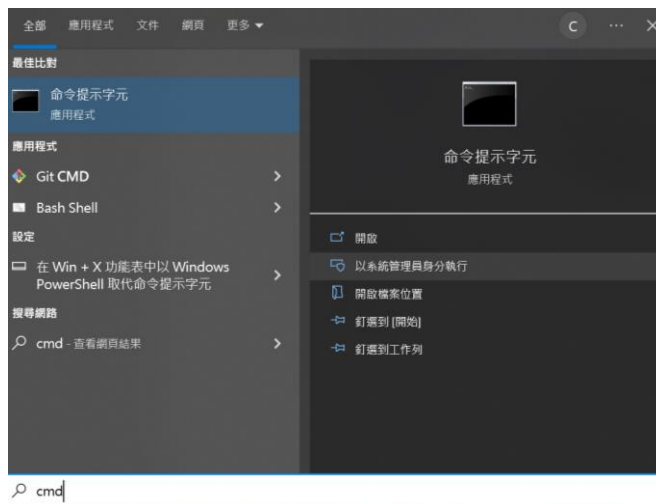 全部 應用程式 文件 網頁 更多
C ...
最佳比對
命令提示字元
應用程式
應用程式
Git CMD
Bash Shell
設定
在 Win + X 功能表中以 Windows
PowerShell 取代命令提示字元
搜尋網路
cmd - 查看網頁結果
命令提示字元
應用程式
開啟
以系統管理員身分執行
開啟檔案位置
釘選到 [開始]
釘選到工作列
cmd